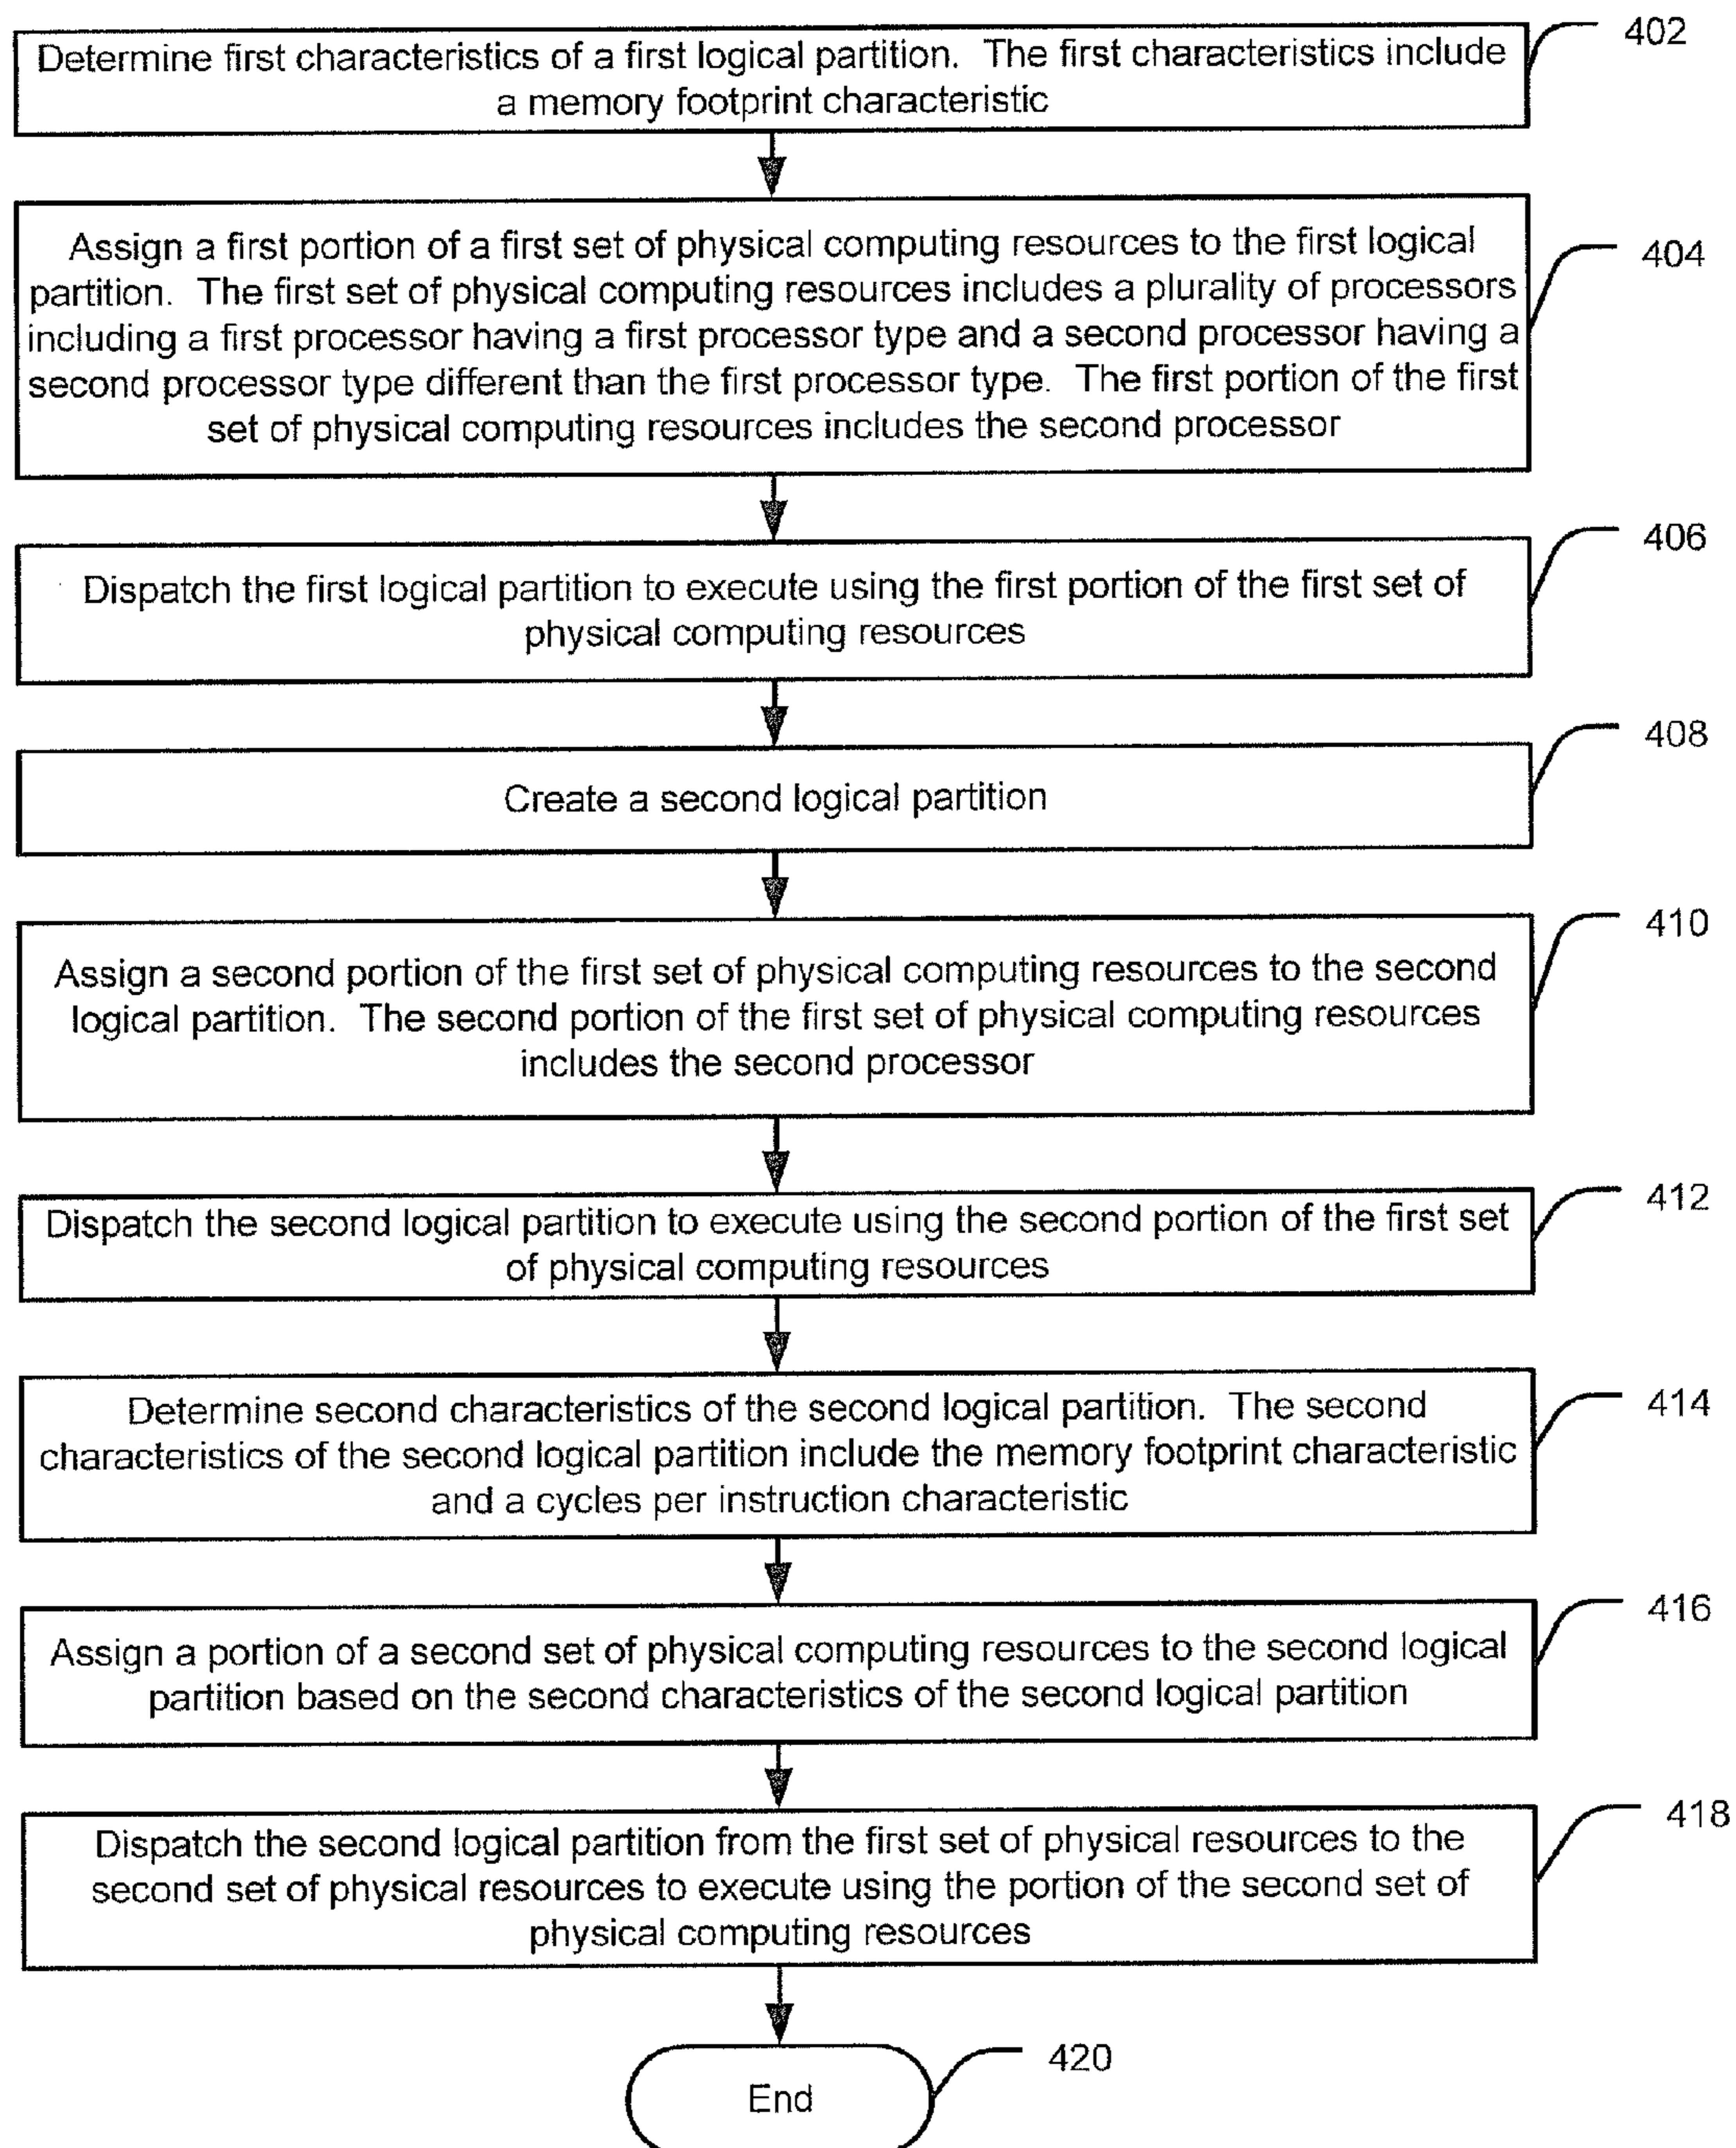 402
Determine first characteristics of a first logical partition. The first characteristics include
a memory footprint characteristic
404
Assign a first portion of a first set of physical computing resources to the first logical
partition. The first set of physical computing resources includes a plurality of processors
including a first processor having a first processor type and a second processor having a
second processor type different than the first processor type. The first portion of the first
set of physical computing resources includes the second processor
406
Dispatch the first logical partition to execute using the first portion of the first set of
physical computing resources
408
Create a second logical partition
410
Assign a second portion of the first set of physical computing resources to the second
logical partition. The second portion of the first set of physical computing resources
includes the second processor
412
Dispatch the second logical partition to execute using the second portion of the first set
of physical computing resources
414
Determine second characteristics of the second logical partition. The second
characteristics of the second logical partition include the memory footprint characteristic
and a cycles per instruction characteristic
416
Assign a portion of a second set of physical computing resources to the second logical
partition based on the second characteristics of the second logical partition
418
Dispatch the second logical partition from the first set of physical resources to the
second set of physical resources to execute using the portion of the second set of
physical computing resources
420
End